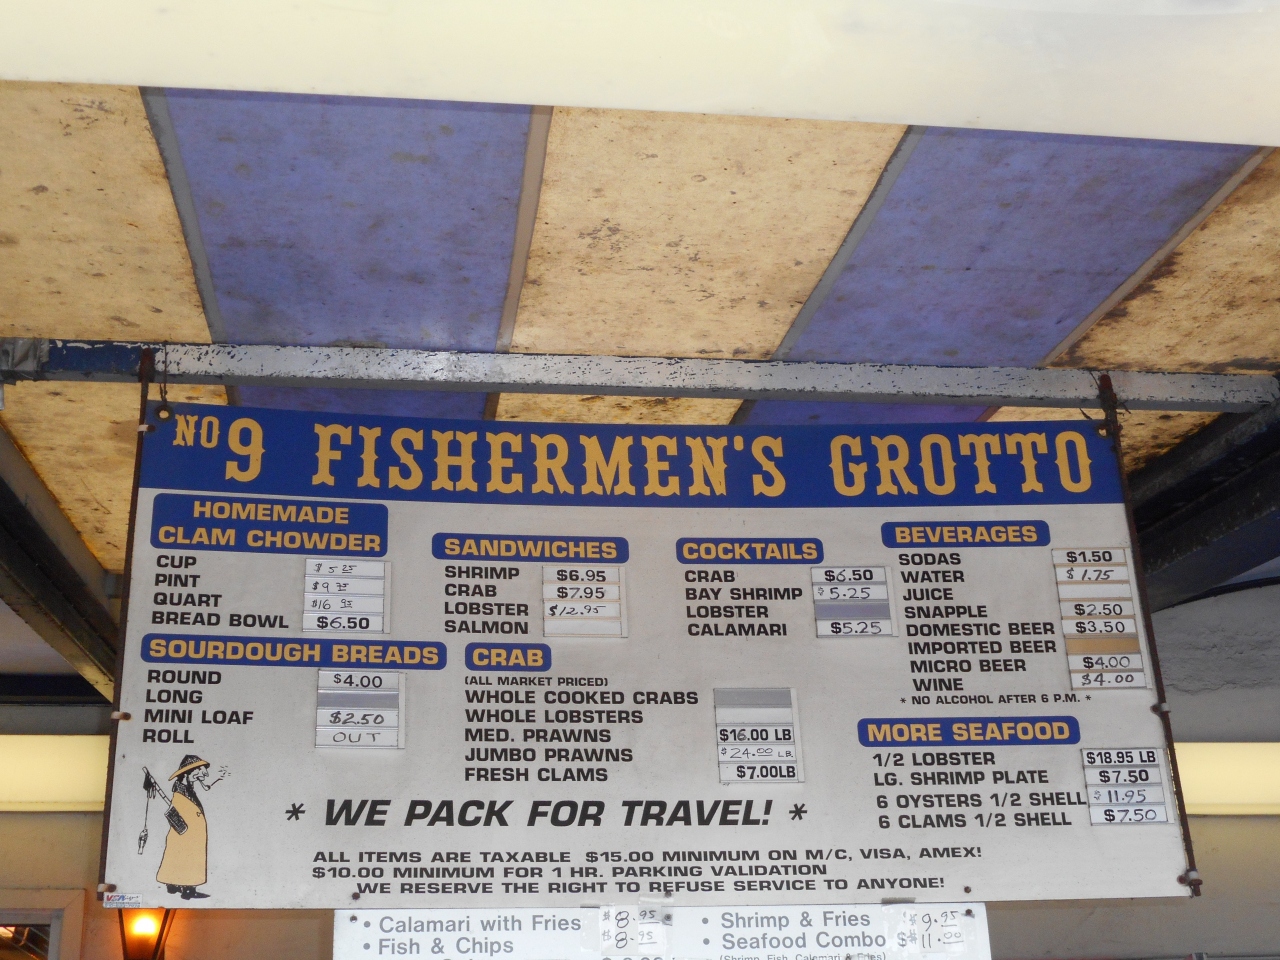 NO 9 FISHERMEN'S GROTTO
HOMEMADE
CLAM CHOWDER
CUP $5.25
PINT
QUART $16
BREAD BOWL $6.50
SOURDOUGH BREADS
ROUND $4.00
LONG
MINI LOAF $2.50
ROLL OUT
SANDWICHES
SHRIMP $6.95
CRAB $7.95
LOBSTER $12.95
SALMON
CRAB
(ALL MARKET PRICED)
WHOLE COOKED CRABS
WHOLE LOBSTERS
MED. PRAWNS $16.00 LB
JUMBO PRAWNS $24.00 LB.
FRESH CLAMS $7.00LB
COCKTAILS
CRAB $6.50
BAY SHRIMP $5.25
LOBSTER
CALAMARI $5.25
BEVERAGES
SODAS $1.50
WATER $1.75
JUICE
SNAPPLE $2.50
DOMESTIC BEER $3.50
IMPORTED BEER
MICRO BEER $4.00
WINE $4.00
* NO ALCOHOL AFTER 6 P.M. *
MORE SEAFOOD
1/2 LOBSTER $18.95 LB
LG. SHRIMP PLATE $7.50
6 OYSTERS 1/2 SHELL $11.95
6 CLAMS 1/2 SHELL $7.50
* WE PACK FOR TRAVEL! *
ALL ITEMS ARE TAXABLE $15.00 MINIMUM ON M/C, VISA, AMEX!
$10.00 MINIMUM FOR 1 HR. PARKING VALIDATION
WE RESERVE THE RIGHT TO REFUSE SERVICE TO ANYONE!
• Calamari with Fries $8.95
• Fish & Chips $8.95
• Shrimp & Fries $9.95
• Seafood Combo $11.00
(Shrimp, Fish, Calamari & Fries)